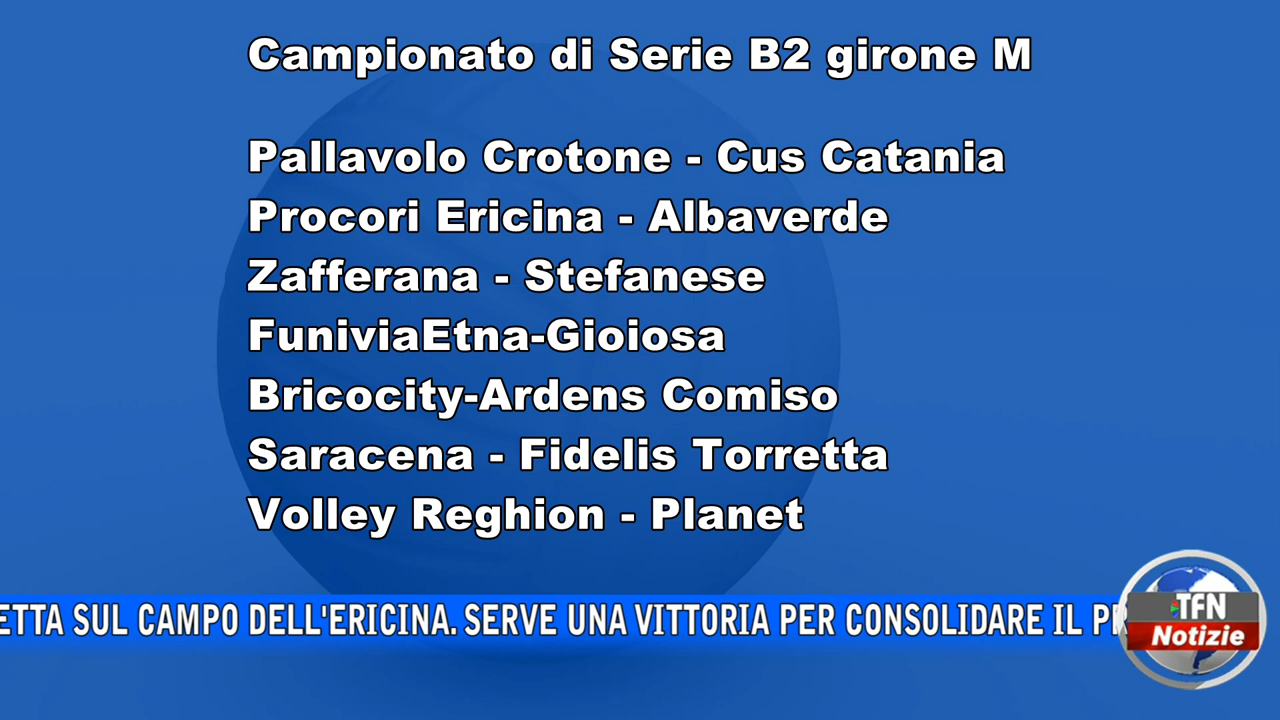 Campionato di Serie B2 girone M
Pallavolo Crotone - Cus Catania
Procori Ericina - Albaverde
Zafferana - Stefanese
FuniviaEtna-Gioiosa
Bricocity-Ardens Comiso
Saracena - Fidelis Torretta
Volley Reghion - Planet
ETTA SUL CAMPO DELL'ERICINA. SERVE UNA VITTORIA PER CONSOLIDARE IL PR
TFN
Notizie